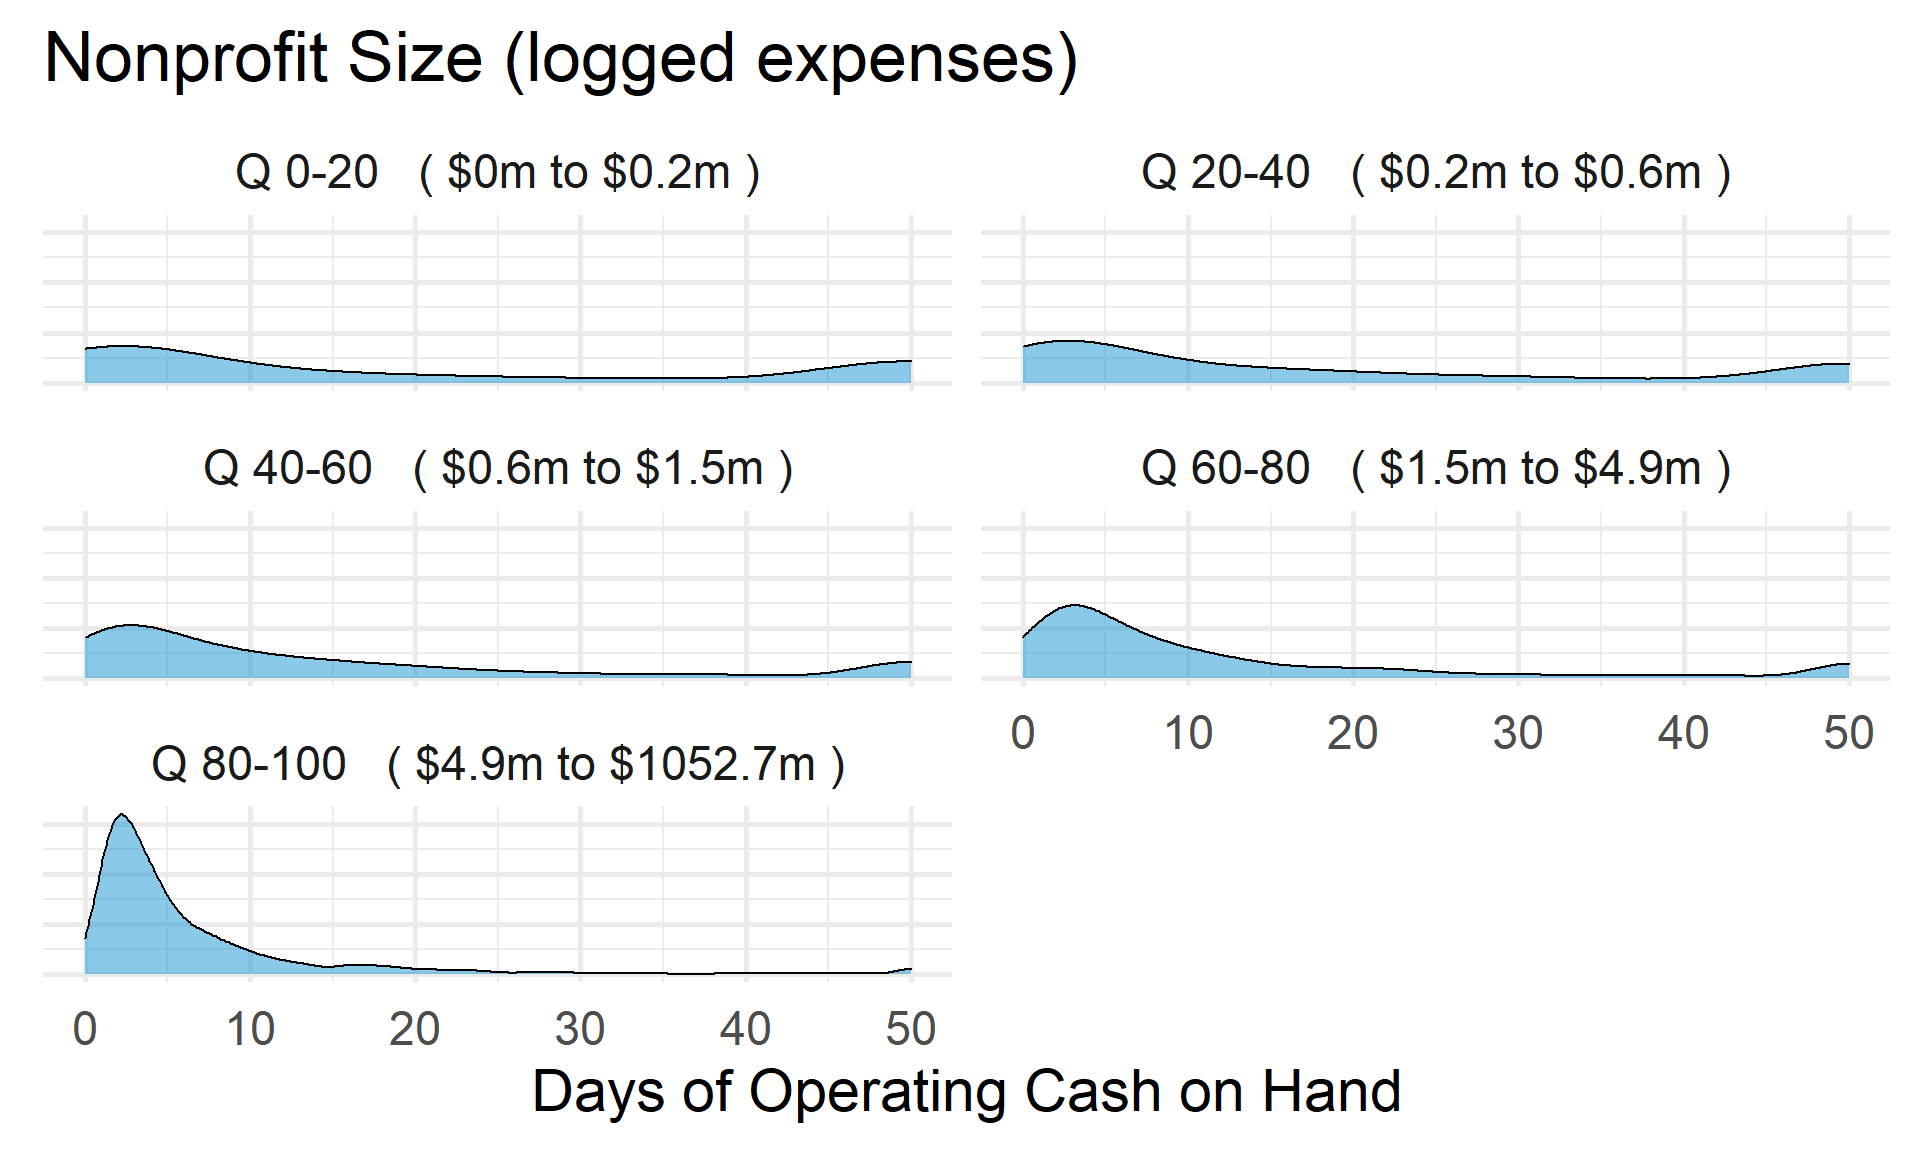 Nonprofit Size (logged expenses)
Q 0-20 ( $0m to $0.2m )
Q 20-40 ( $0.2m to $0.6m )
Q 40-60 ( $0.6m to $1.5m )
Q 60-80 ( $1.5m to $4.9m )
0 10 20 30 40 50
Q 80-100 ( $4.9m to $1052.7m )
0 10 20 30 40 50
Days of Operating Cash on Hand